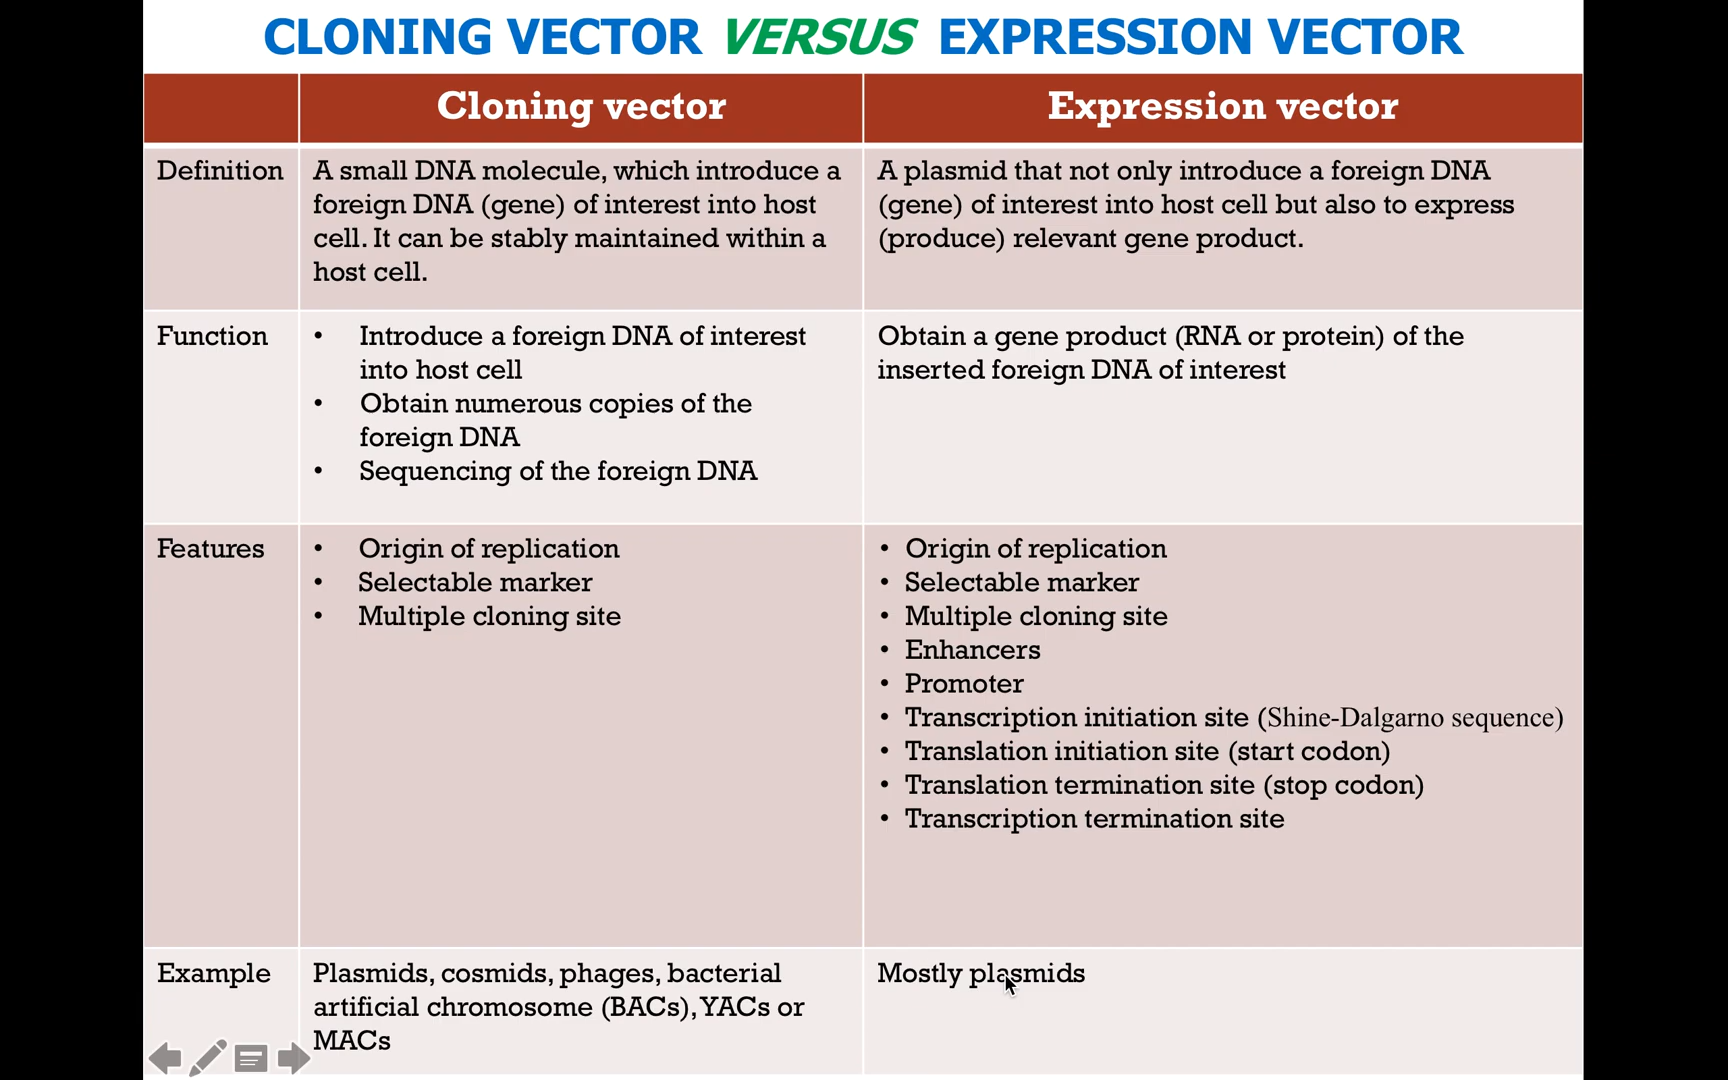 CLONING VECTOR VERSUS EXPRESSION VECTOR
Cloning vector
Expression vector
Definition
A small DNA molecule, which introduce a
foreign DNA (gene) of interest into host
cell. It can be stably maintained within a
host cell.
A plasmid that not only introduce a foreign DNA
(gene) of interest into host cell but also to express
(produce) relevant gene product.
Function
• Introduce a foreign DNA of interest
into host cell
• Obtain numerous copies of the
foreign DNA
• Sequencing of the foreign DNA
Obtain a gene product (RNA or protein) of the
inserted foreign DNA of interest
Features
• Origin of replication
• Selectable marker
• Multiple cloning site
• Origin of replication
• Selectable marker
• Multiple cloning site
• Enhancers
• Promoter
• Transcription initiation site (Shine-Dalgarno sequence)
• Translation initiation site (start codon)
• Translation termination site (stop codon)
• Transcription termination site
Example
Plasmids, cosmids, phages, bacterial
artificial chromosome (BACs), YACs or
MACs
Mostly plasmids